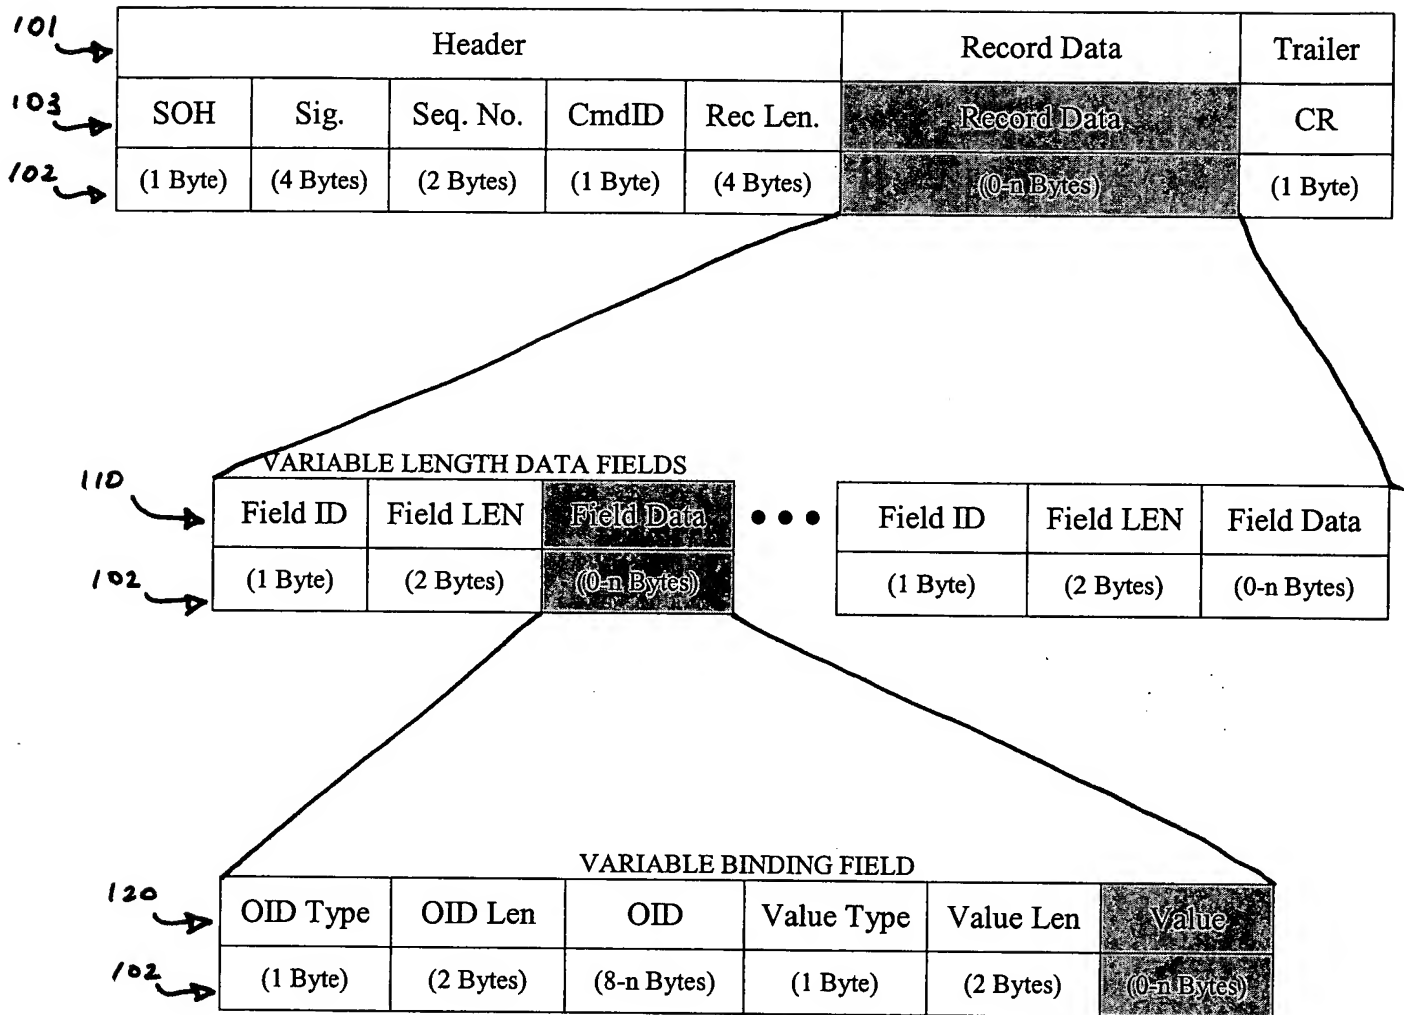 101 Header Record Data Trailer
103 SOH Sig. Seq. No. CmdID Rec Len. Record Data CR
102 (1 Byte) (4 Bytes) (2 Bytes) (1 Byte) (4 Bytes) (0-n Bytes) (1 Byte)
VARIABLE LENGTH DATA FIELDS
110 Field ID Field LEN Field Data ••• Field ID Field LEN Field Data
102 (1 Byte) (2 Bytes) (0-n Bytes) (1 Byte) (2 Bytes) (0-n Bytes)
VARIABLE BINDING FIELD
120 OID Type OID Len OID Value Type Value Len Value
102 (1 Byte) (2 Bytes) (8-n Bytes) (1 Byte) (2 Bytes) (0-n Bytes)